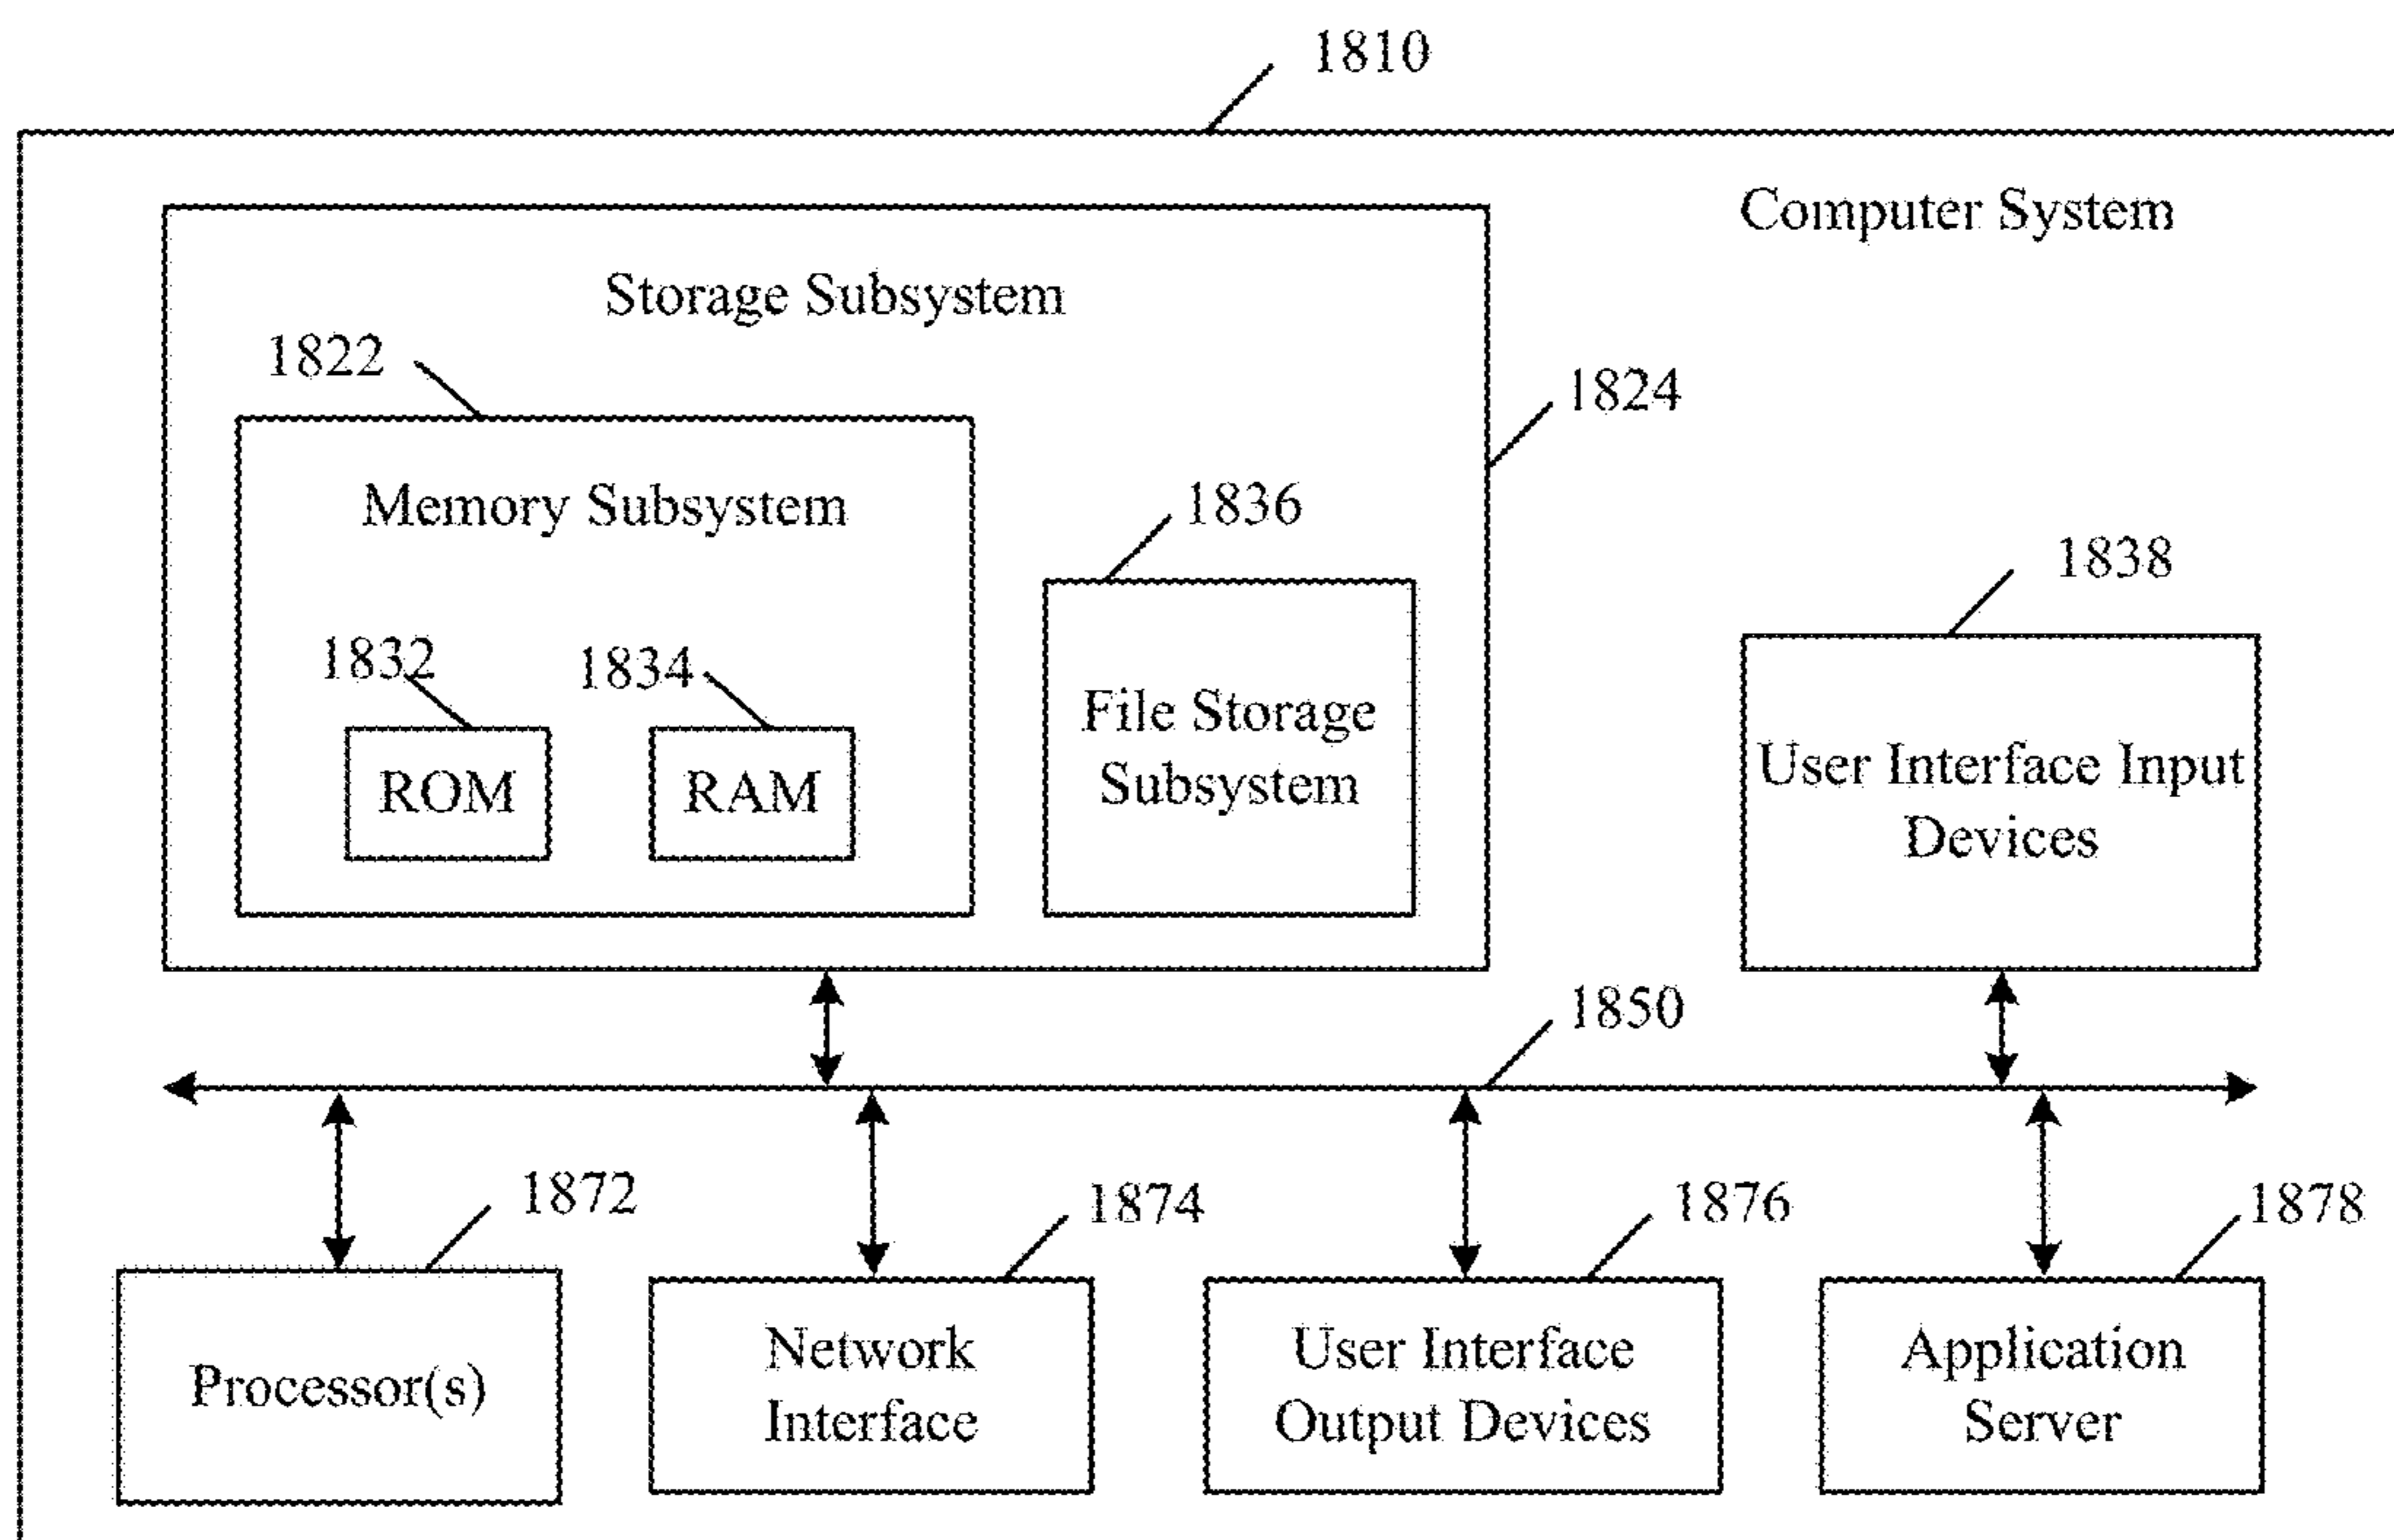 1810
Computer System
Storage Subsystem
1822
1824
Memory Subsystem
1836
1838
1832
1834
File Storage
Subsystem
ROM
RAM
User Interface Input
Devices
1850
1872
1874
1876
1878
Processor(s)
Network
Interface
User Interface
Output Devices
Application
Server